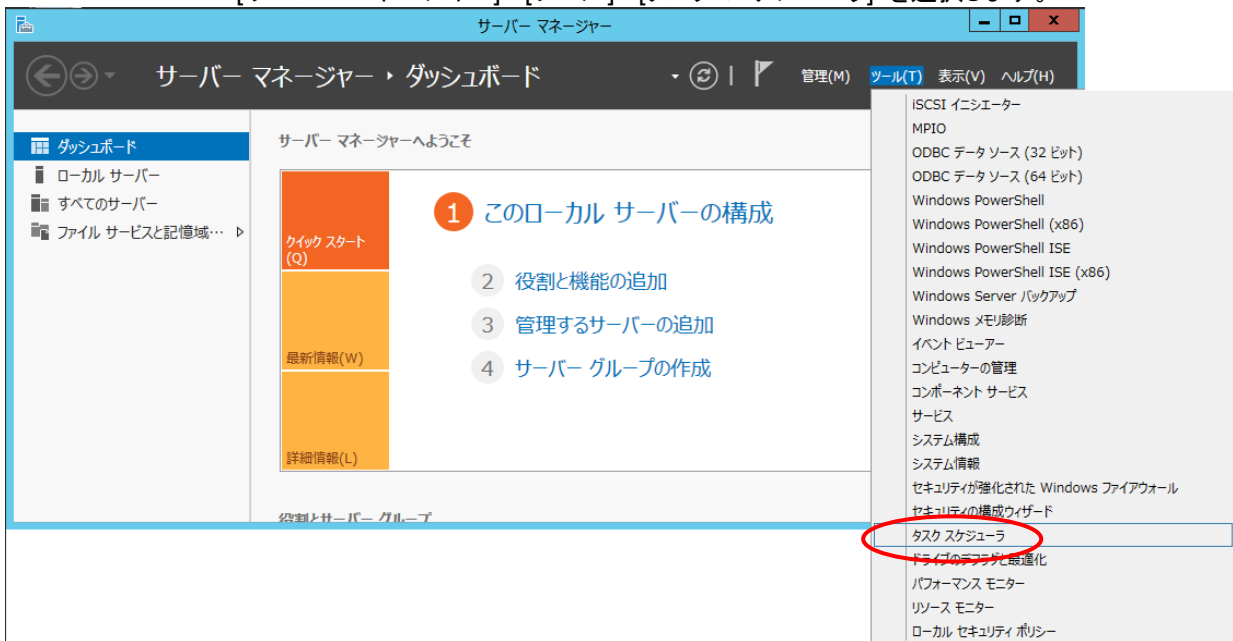 を選択します。
サーバー マネージャー
サーバー マネージャー ・ ダッシュボード
管理(M) ツール(T) 表示(V) ヘルプ(H)
ダッシュボード
ローカル サーバー
すべてのサーバー
ファイル サービスと記憶域…
サーバー マネージャーへようこそ
クイック スタート
(Q)
最新情報(W)
詳細情報(L)
1 このローカル サーバーの構成
2 役割と機能の追加
3 管理するサーバーの追加
4 サーバー グループの作成
役割とサーバー グループ
iSCSI イニシエーター
MPIO
ODBC データ ソース (32 ビット)
ODBC データ ソース (64 ビット)
Windows PowerShell
Windows PowerShell (x86)
Windows PowerShell ISE
Windows PowerShell ISE (x86)
Windows Server バックアップ
Windows メモリ診断
イベント ビューアー
コンピューターの管理
コンポーネント サービス
サービス
システム構成
システム情報
セキュリティが強化された Windows ファイアウォール
セキュリティの構成ウィザード
タスク スケジューラ
ドライブのデフラグと最適化
パフォーマンス モニター
リソース モニター
ローカル セキュリティ ポリシー